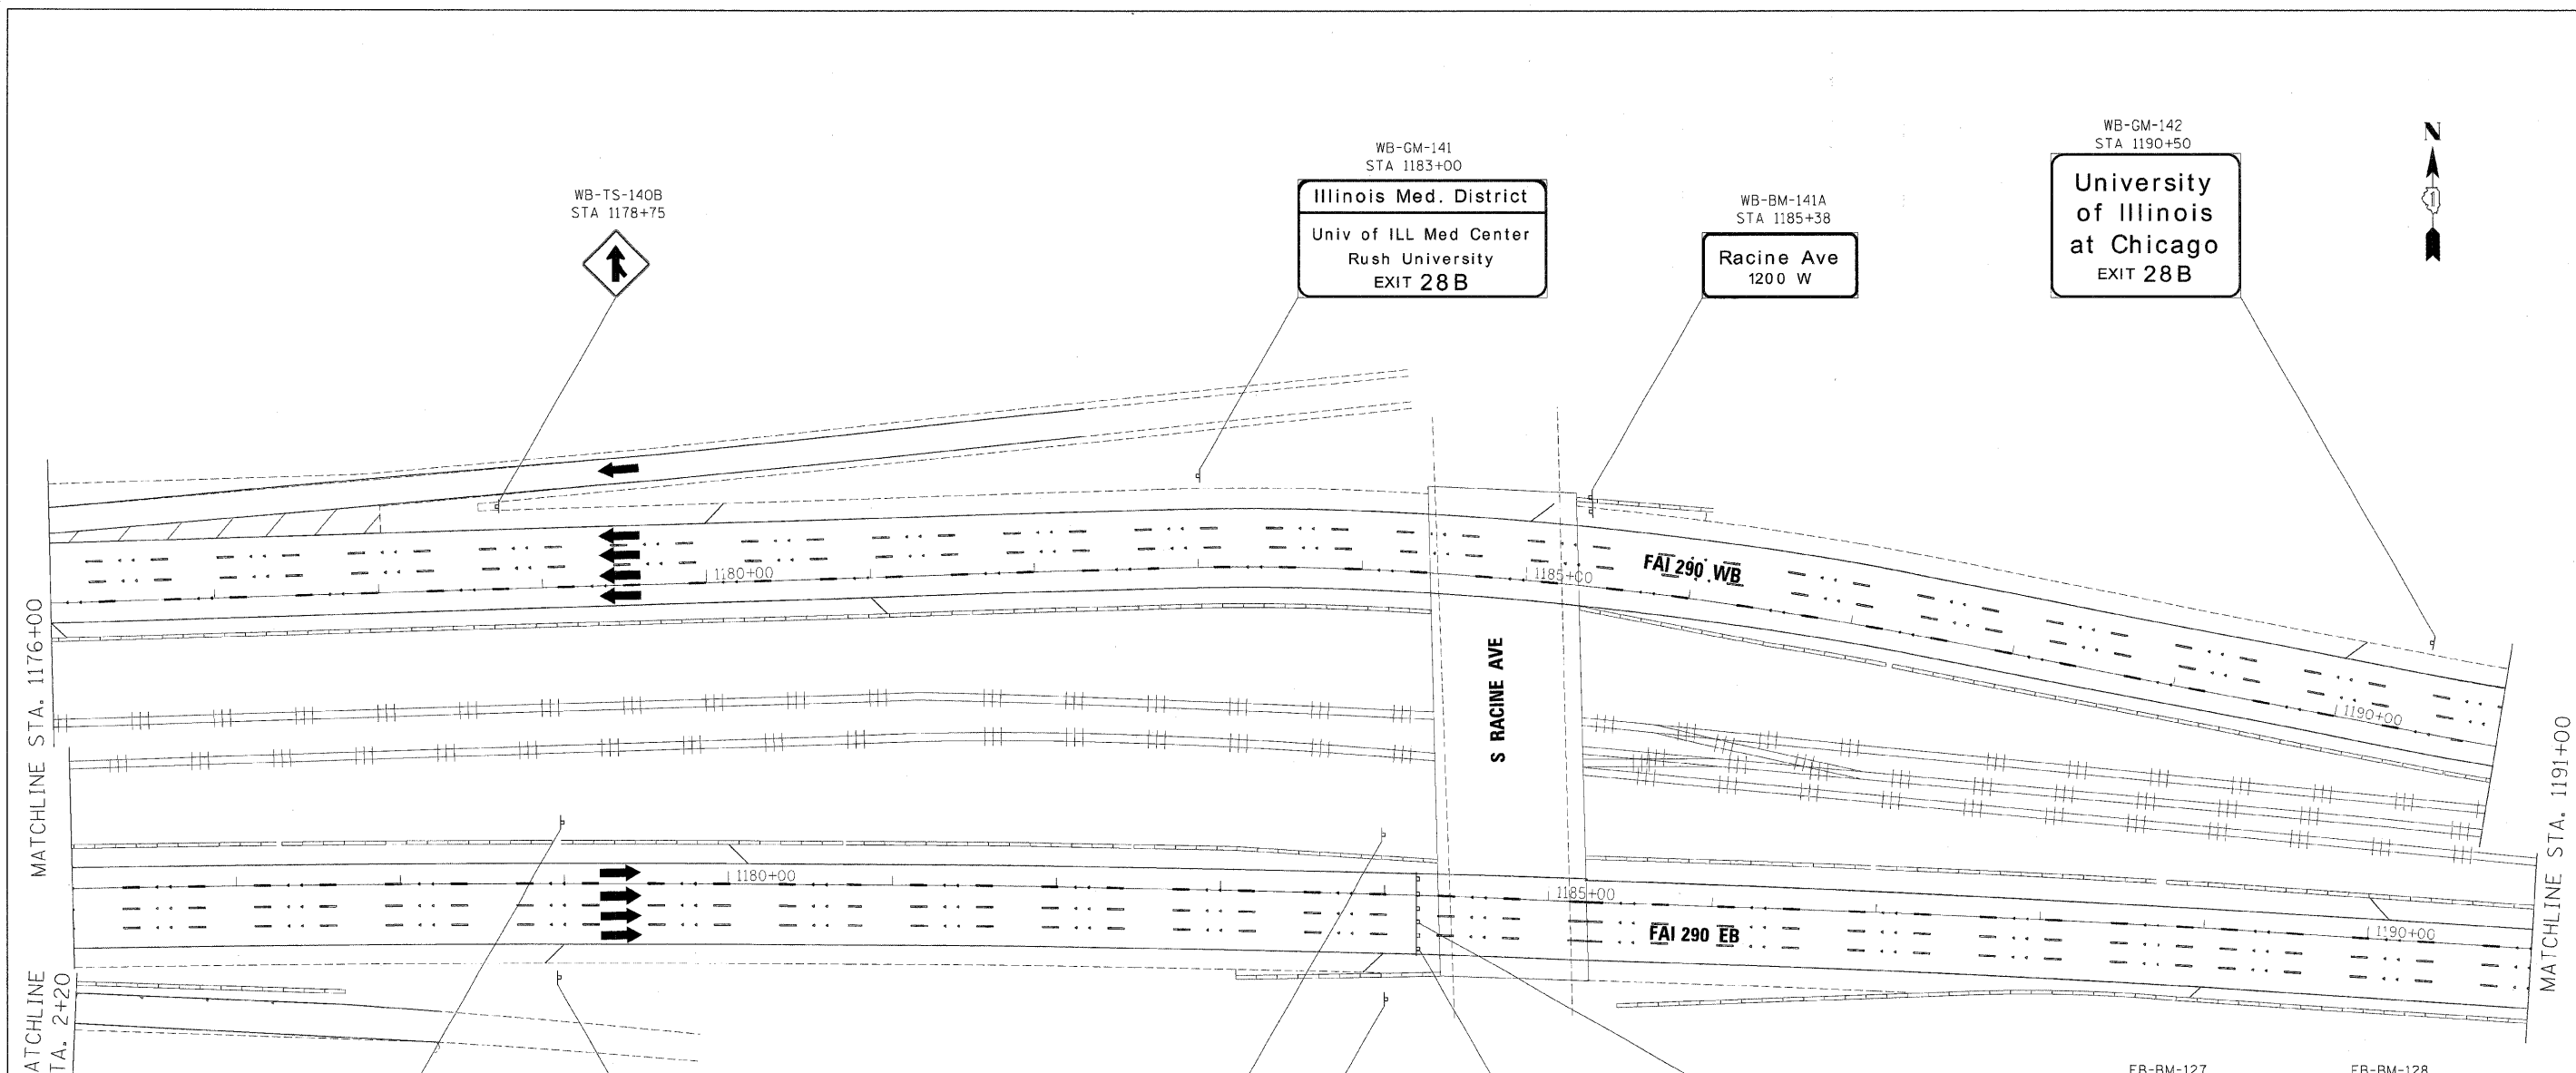 WB-TS-140B
STA 1178+75
WB-GM-141
STA 1183+00
Illinois Med. District
Univ of ILL Med Center
Rush University
EXIT 28B
WB-BM-141A
STA 1185+38
Racine Ave
1200 W
WB-GM-142
STA 1190+50
University
of Illinois
at Chicago
EXIT 28B
N
1180+00
1185+00
FAI 290 WB
1190+00
MATCHLINE STA. 1176+00
S RACINE AVE
MATCHLINE STA. 1191+00
1180+00
1185+00
FAI 290 EB
1190+00
ATCHLINE
TA. 2+20
EB-BM-127
EB-BM-128